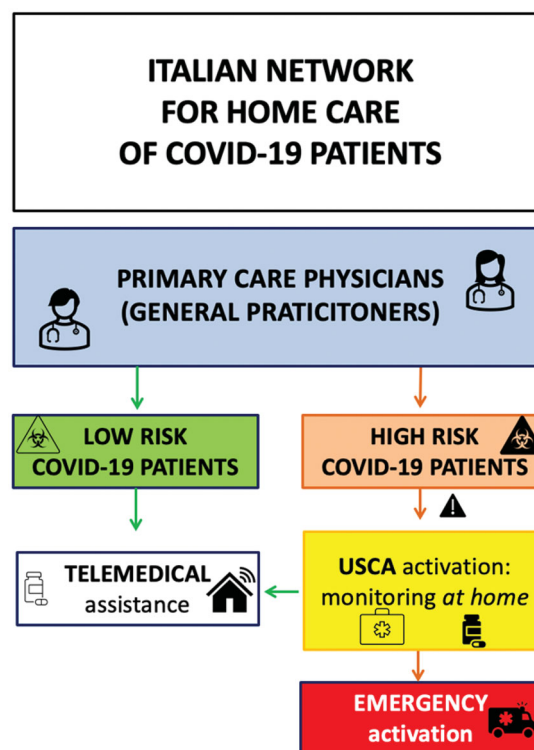 ITALIAN NETWORK
FOR HOME CARE
OF COVID-19 PATIENTS
PRIMARY CARE PHYSICIANS
(GENERAL PRATICITONERS)
LOW RISK
COVID-19 PATIENTS
HIGH RISK
COVID-19 PATIENTS
TELEMEDICAL
assistance
USCA activation:
monitoring at home
EMERGENCY
activation